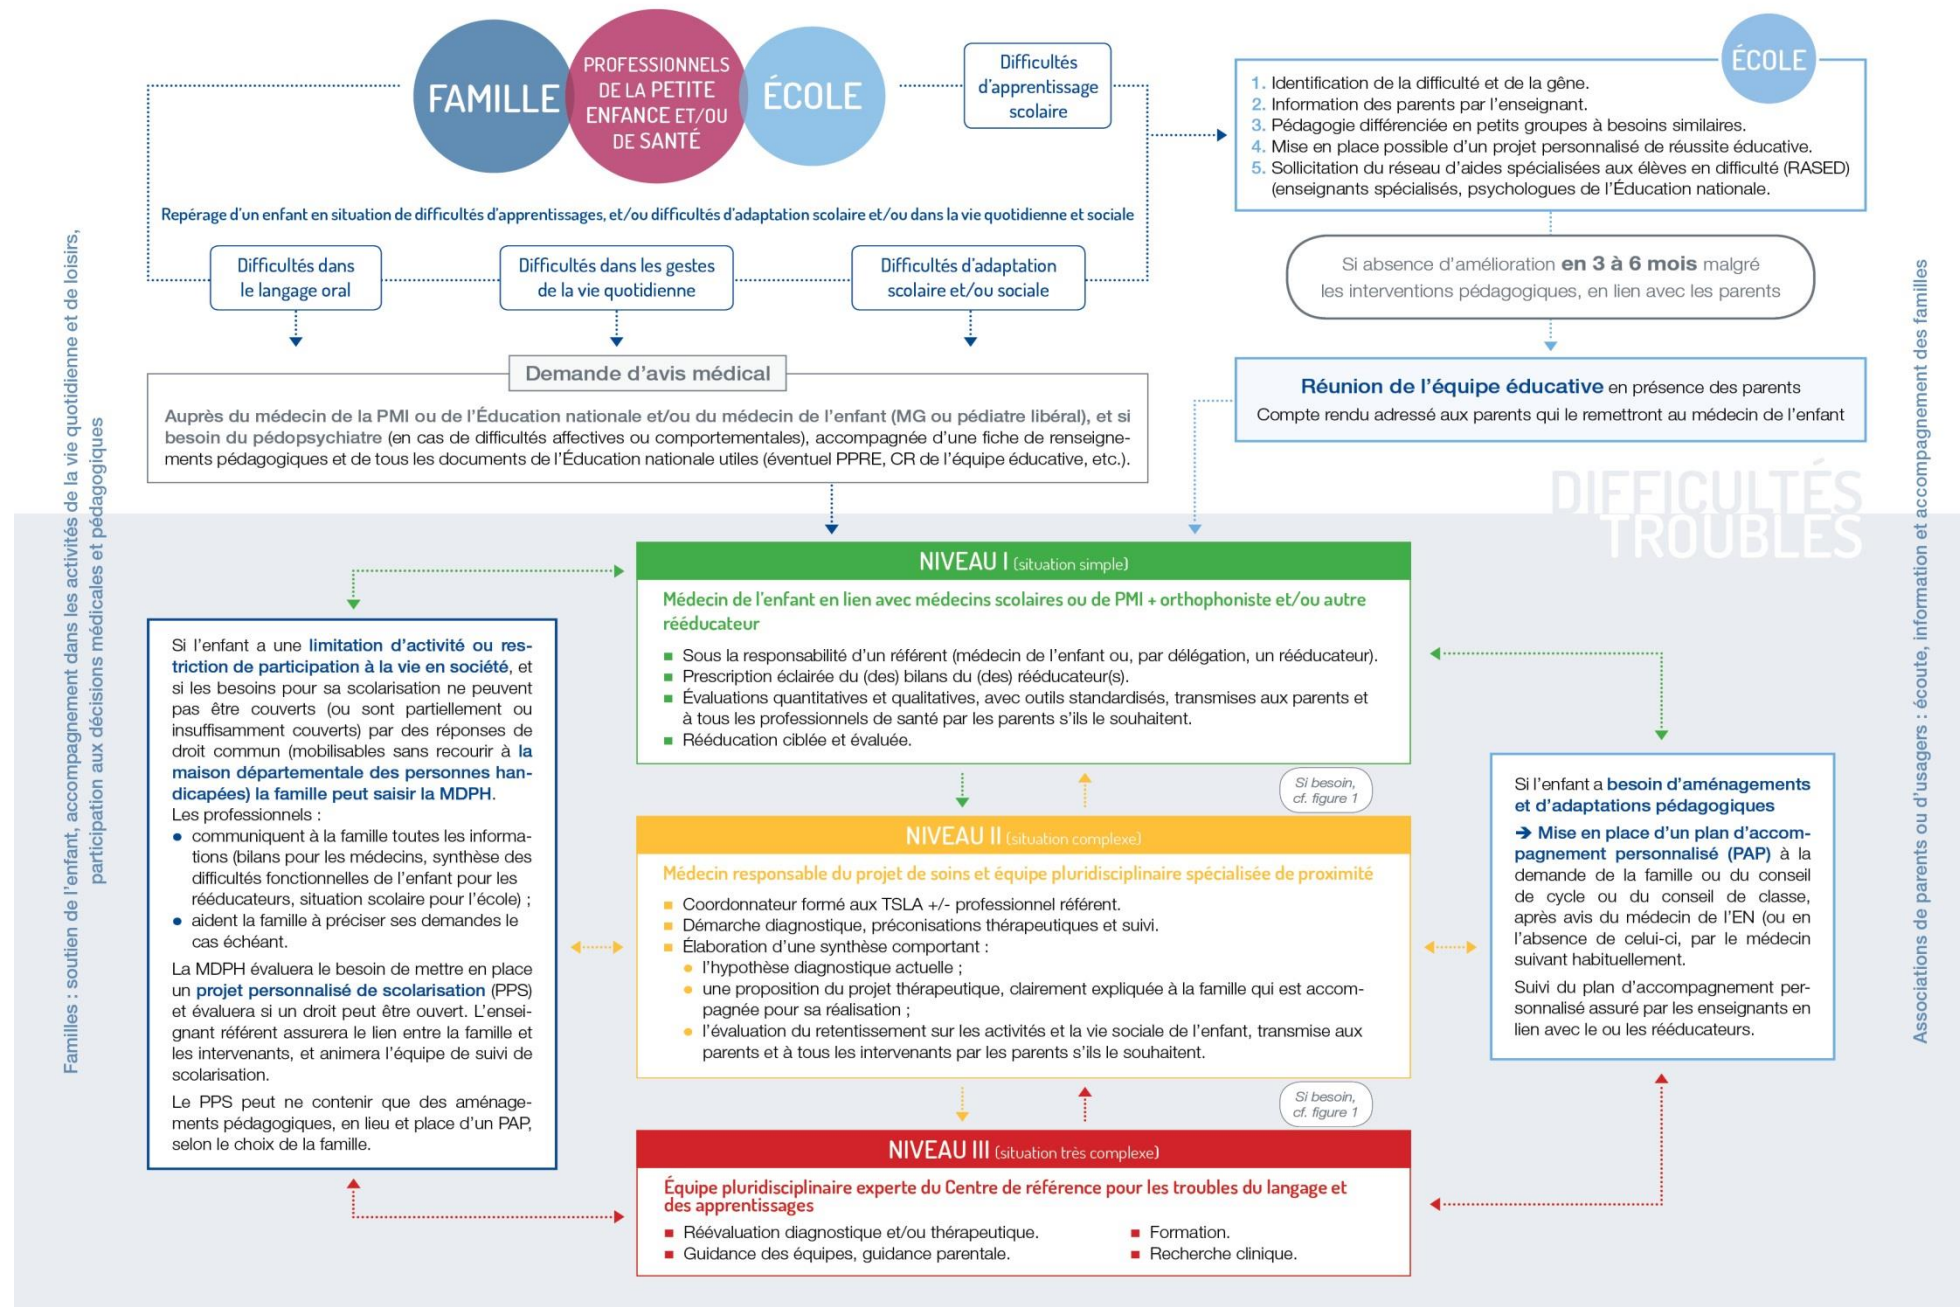 FAMILLE
PROFESSIONNELS
DE LA PETITE
ENFANCE ET/OU
DE SANTÉ
ÉCOLE
Difficultés
d'apprentissage
scolaire
ÉCOLE
1. Identification de la difficulté et de la gêne.
2. Information des parents par l'enseignant.
3. Pédagogie différenciée en petits groupes à besoins similaires.
4. Mise en place possible d'un projet personnalisé de réussite éducative.
5. Sollicitation du réseau d'aides spécialisées aux élèves en difficulté (RASED)
(enseignants spécialisés, psychologues de l'Éducation nationale.
Repérage d'un enfant en situation de difficultés d'apprentissages, et/ou difficultés d'adaptation scolaire et/ou dans la vie quotidienne et sociale
Difficultés dans
le langage oral
Difficultés dans les gestes
de la vie quotidienne
Difficultés d'adaptation
scolaire et/ou sociale
Si absence d'amélioration en 3 à 6 mois malgré
les interventions pédagogiques, en lien avec les parents
Demande d'avis médical
Auprès du médecin de la PMI ou de l'Éducation nationale et/ou du médecin de l'enfant (MG ou pédiatre libéral), et si
besoin du pédopsychiatre (en cas de difficultés affectives ou comportementales), accompagnée d'une fiche de renseigne-
ments pédagogiques et de tous les documents de l'Éducation nationale utiles (éventuel PPRE, CR de l'équipe éducative, etc.).
Réunion de l'équipe éducative en présence des parents
Compte rendu adressé aux parents qui le remettront au médecin de l'enfant
DIFFICULTÉS
TROUBLES
Familles : soutien de l'enfant, accompagnement dans les activités de la vie quotidienne et de loisirs,
participation aux décisions médicales et pédagogiques
Associations de parents ou d'usagers : écoute, information et accompagnement des familles
NIVEAU I (situation simple)
Médecin de l'enfant en lien avec médecins scolaires ou de PMI + orthophoniste et/ou autre
rééducateur
■ Sous la responsabilité d'un référent (médecin de l'enfant ou, par délégation, un rééducateur).
■ Prescription éclairée du (des) bilans du (des) rééducateur(s).
■ Évaluations quantitatives et qualitatives, avec outils standardisés, transmises aux parents et
à tous les professionnels de santé par les parents s'ils le souhaitent.
■ Rééducation ciblée et évaluée.
Si l'enfant a une limitation d'activité ou res-
triction de participation à la vie en société, et
si les besoins pour sa scolarisation ne peuvent
pas être couverts (ou sont partiellement ou
insuffisamment couverts) par des réponses de
droit commun (mobilisables sans recourir à la
maison départementale des personnes han-
dicapées) la famille peut saisir la MDPH.
Les professionnels :
● communiquent à la famille toutes les informa-
tions (bilans pour les médecins, synthèse des
difficultés fonctionnelles de l'enfant pour les
rééducateurs, situation scolaire pour l'école) ;
● aident la famille à préciser ses demandes le
cas échéant.
La MDPH évaluera le besoin de mettre en place
un projet personnalisé de scolarisation (PPS)
et évaluera si un droit peut être ouvert. L'ensei-
gnant référent assurera le lien entre la famille et
les intervenants, et animera l'équipe de suivi de
scolarisation.
Le PPS peut ne contenir que des aménage-
ments pédagogiques, en lieu et place d'un PAP,
selon le choix de la famille.
Si besoin,
cf. figure 1
NIVEAU II (situation complexe)
Médecin responsable du projet de soins et équipe pluridisciplinaire spécialisée de proximité
■ Coordonnateur formé aux TSLA +/- professionnel référent.
■ Démarche diagnostique, préconisations thérapeutiques et suivi.
■ Élaboration d'une synthèse comportant :
● l'hypothèse diagnostique actuelle ;
● une proposition du projet thérapeutique, clairement expliquée à la famille qui est accom-
pagnée pour sa réalisation ;
● l'évaluation du retentissement sur les activités et la vie sociale de l'enfant, transmise aux
parents et à tous les intervenants par les parents s'ils le souhaitent.
Si l'enfant a besoin d'aménagements
et d'adaptations pédagogiques
➔ Mise en place d'un plan d'accom-
pagnement personnalisé (PAP) à la
demande de la famille ou du conseil
de cycle ou du conseil de classe,
après avis du médecin de l'EN (ou en
l'absence de celui-ci, par le médecin
suivant habituellement.
Suivi du plan d'accompagnement per-
sonnalisé assuré par les enseignants en
lien avec le ou les rééducateurs.
Si besoin,
cf. figure 1
NIVEAU III (situation très complexe)
Équipe pluridisciplinaire experte du Centre de référence pour les troubles du langage et
des apprentissages
■ Réévaluation diagnostique et/ou thérapeutique.
■ Guidance des équipes, guidance parentale.
■ Formation.
■ Recherche clinique.